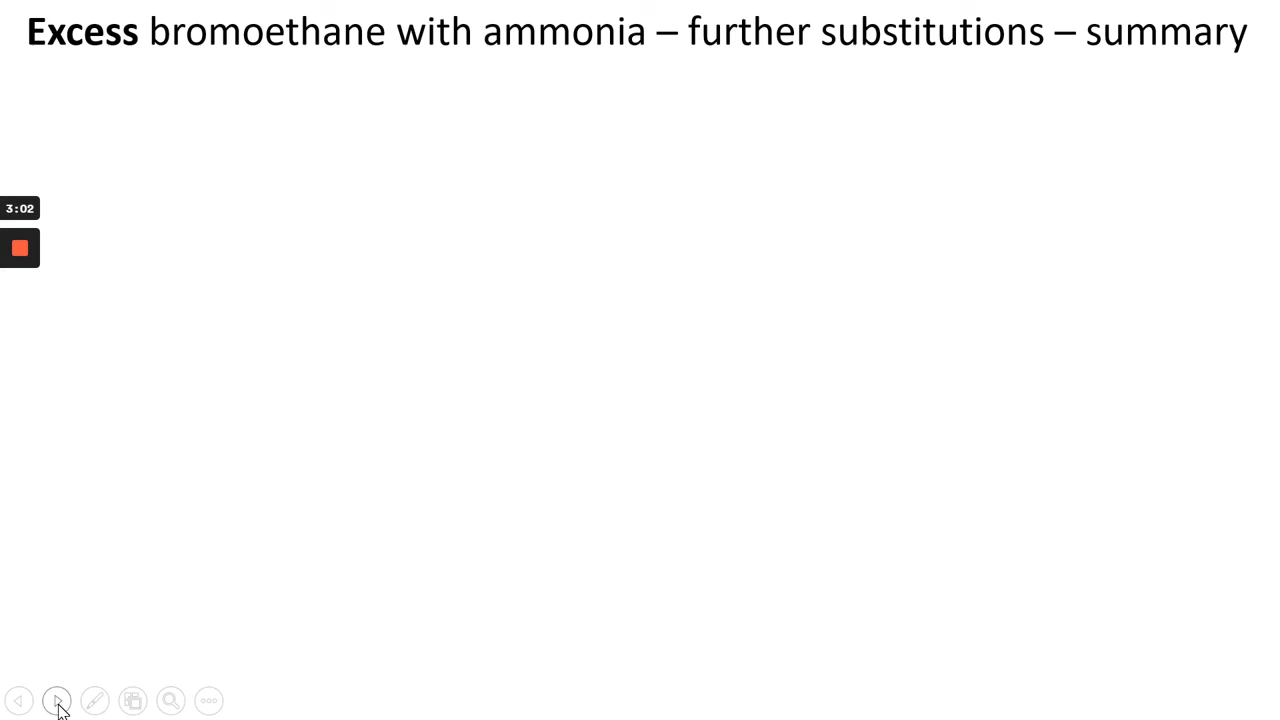 Excess bromoethane with ammonia – further substitutions – summary
3:02